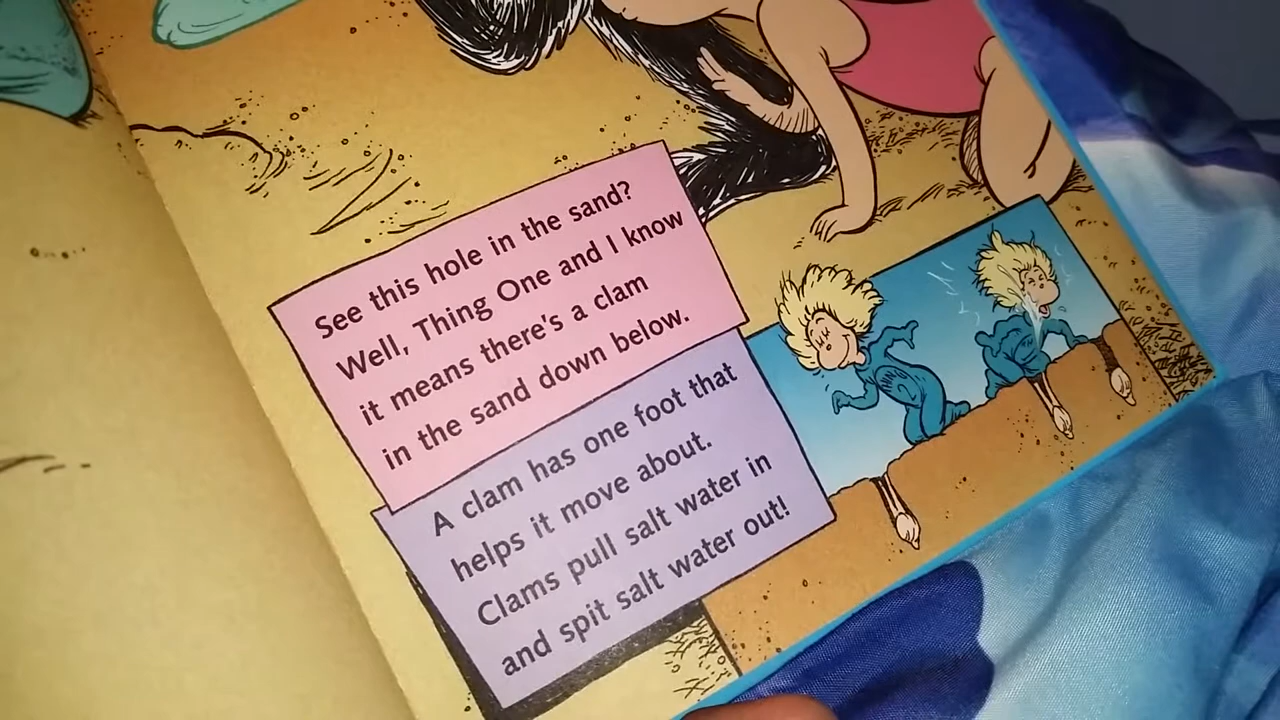 See this hole in the sand?
Well, Thing One and I know
it means there's a clam
in the sand down below.
A clam has one foot that
helps it move about.
Clams pull salt water in
and spit salt water out!